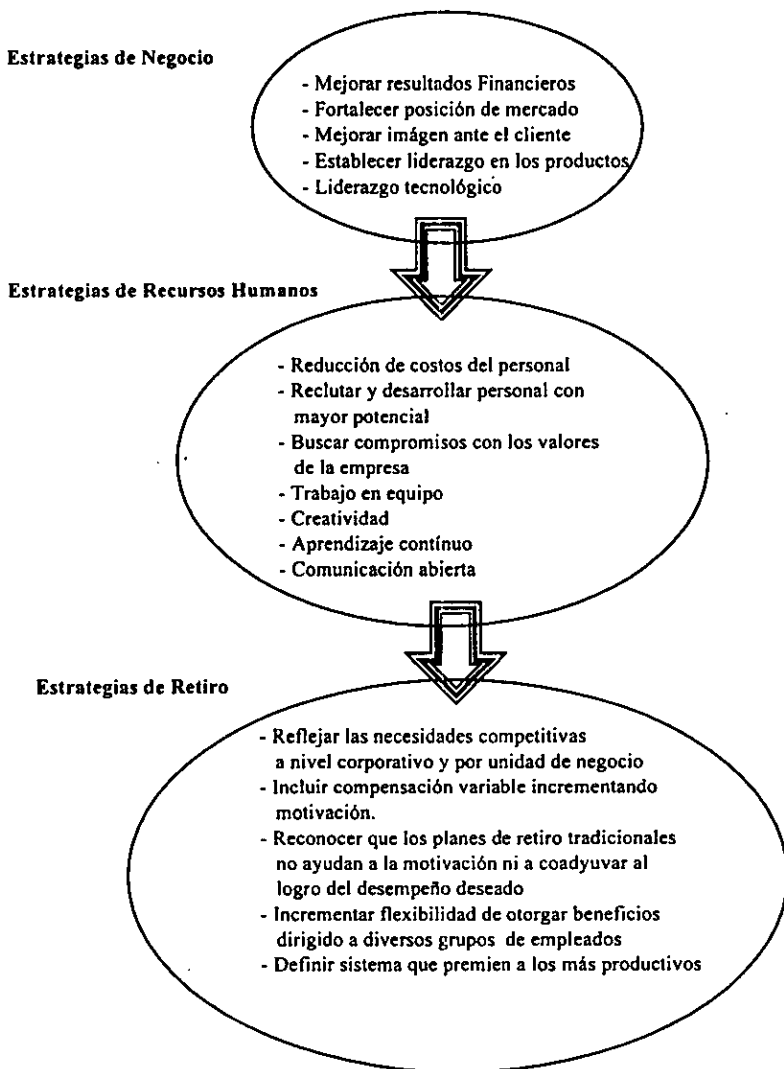 Estrategias de Negocio
- Mejorar resultados Financieros
- Fortalecer posición de mercado
- Mejorar imágen ante el cliente
- Establecer liderazgo en los productos
- Liderazgo tecnológico
Estrategias de Recursos Humanos
- Reducción de costos del personal
- Reclutar y desarrollar personal con
mayor potencial
- Buscar compromisos con los valores
de la empresa
- Trabajo en equipo
- Creatividad
- Aprendizaje contínuo
- Comunicación abierta
Estrategias de Retiro
- Reflejar las necesidades competitivas
a nivel corporativo y por unidad de negocio
- Incluir compensación variable incrementando
motivación.
- Reconocer que los planes de retiro tradicionales
no ayudan a la motivación ni a coadyuvar al
logro del desempeño deseado
- Incrementar flexibilidad de otorgar beneficios
dirigido a diversos grupos de empleados
- Definir sistema que premien a los más productivos